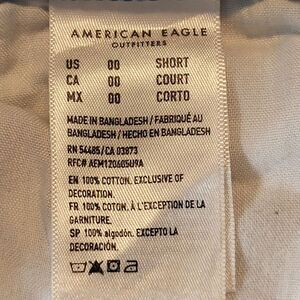 AMERICAN EAGLE
OUTFITTERS
US 00 SHORT
CA 00 COURT
MX 00 CORTO
MADE IN BANGLADESH / FABRIQUÉ AU
BANGLADESH / HECHO EN BANGLADESH
RN 54485/CA 03873
RFC# AEM120605U9A
EN 100% COTTON. EXCLUSIVE OF
DECORATION.
FR 100% COTON. À L'EXCEPTION DE LA
GARNITURE.
SP 100% algodón. EXCEPTO LA
DECORACIÓN.